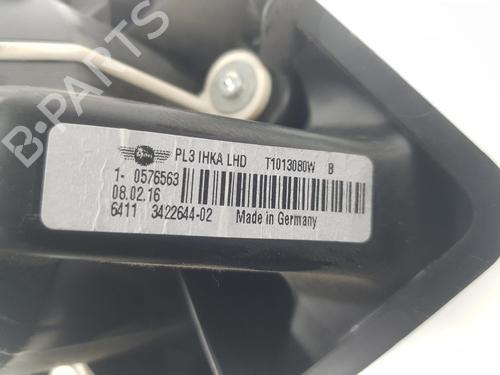 B-PARTS
PL3 IHKA LHD T1013080W B
1- 0576563
08.02.16
6411 3422644-02 Made in Germany